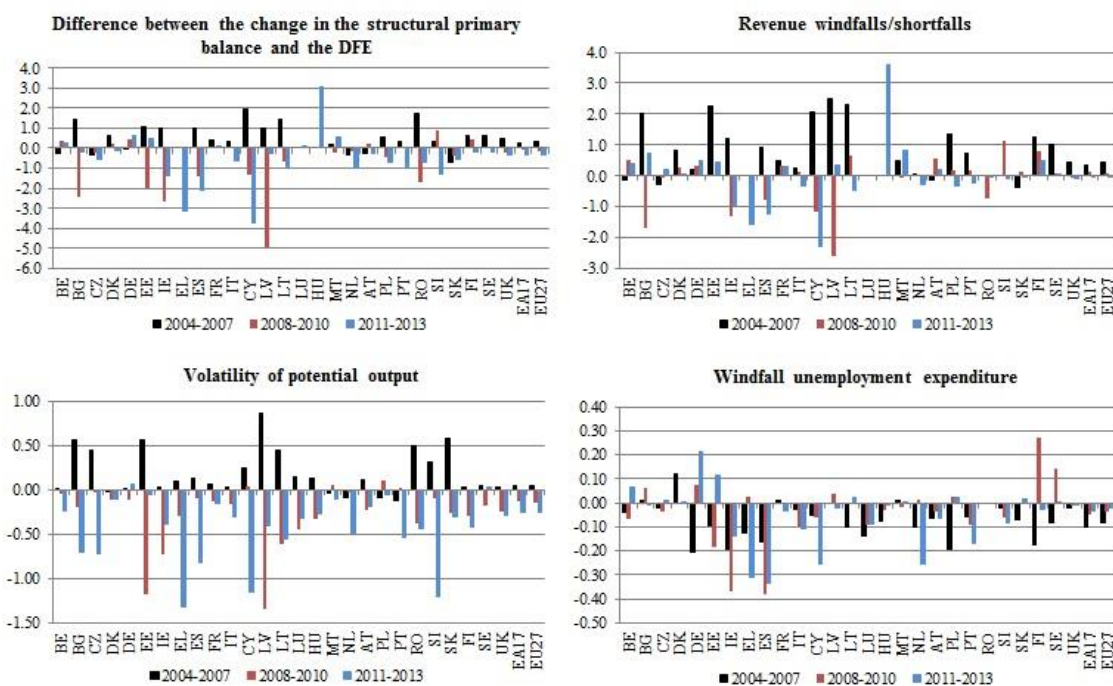 Difference between the change in the structural primary
balance and the DFE
4.0
3.0
2.0
1.0
0.0
-1.0
-2.0
-3.0
-4.0
-5.0
-6.0
BE BG CZ DK DE EE IE EL ES FR IT CY LV LT LU HU MT NL AT PL PT RO SI SK FI SE UK EA17 EU27
2004-2007 2008-2010 2011-2013
Revenue windfalls/shortfalls
4.0
3.0
2.0
1.0
0.0
-1.0
-2.0
-3.0
BE BG CZ DK DE EE IE EL ES FR IT CY LV LT LU HU MT NL AT PL PT RO SI SK FI SE UK EA17 EU27
2004-2007 2008-2010 2011-2013
Volatility of potential output
1.00
0.50
0.00
-0.50
-1.00
-1.50
BE BG CZ DK DE EE IE EL ES FR IT CY LV LT LU HU MT NL AT PL PT RO SI SK FI SE UK EA17 EU27
2004-2007 2008-2010 2011-2013
Windfall unemployment expenditure
0.40
0.30
0.20
0.10
0.00
-0.10
-0.20
-0.30
-0.40
-0.50
BE BG CZ DK DE EE IE EL ES FR IT CY LV LT LU HU MT NL AT PL PT RO SI SK FI SE UK EA17 EU27
2004-2007 2008-2010 2011-2013